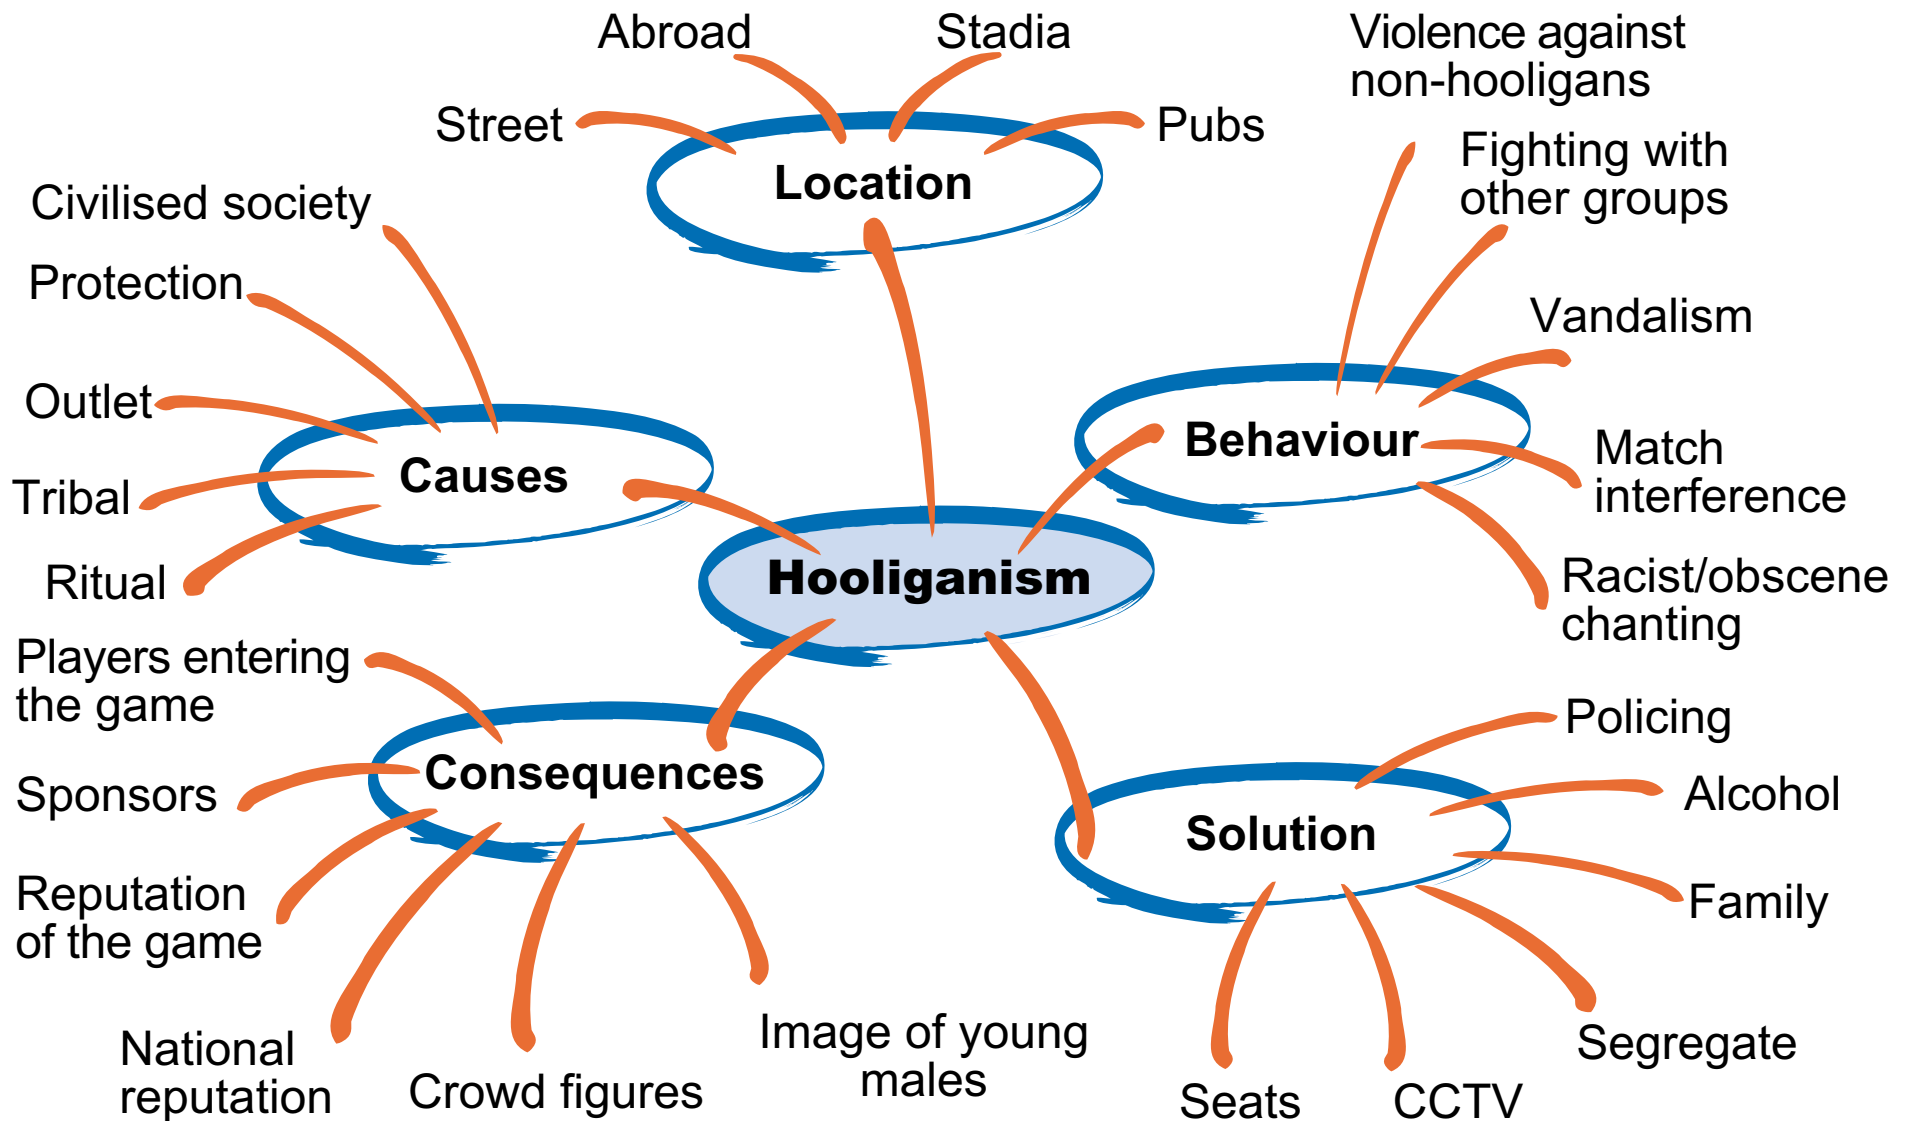 Abroad
Stadia
Street
Pubs
Location
Violence against
non-hooligans
Fighting with
other groups
Vandalism
Behaviour
Match
interference
Racist/obscene
chanting
Civilised society
Protection
Outlet
Tribal
Ritual
Causes
Hooliganism
Players entering
the game
Sponsors
Consequences
Reputation
of the game
National
reputation
Crowd figures
Image of young
males
Policing
Alcohol
Solution
Family
Segregate
Seats
CCTV